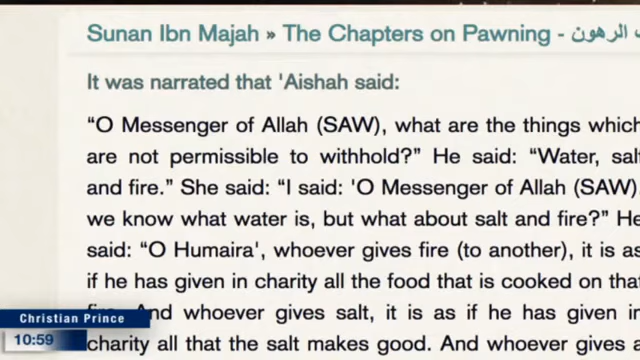 Sunan Ibn Majah » The Chapters on Pawning - الرهون
It was narrated that 'Aishah said:
“O Messenger of Allah (SAW), what are the things which
are not permissible to withhold?” He said: “Water, salt
and fire.” She said: “I said: 'O Messenger of Allah (SAW),
we know what water is, but what about salt and fire?” He
said: “O Humaira', whoever gives fire (to another), it is as
if he has given in charity all the food that is cooked on that
And whoever gives salt, it is as if he has given in
charity all that the salt makes good. And whoever gives a
Christian Prince
10:59